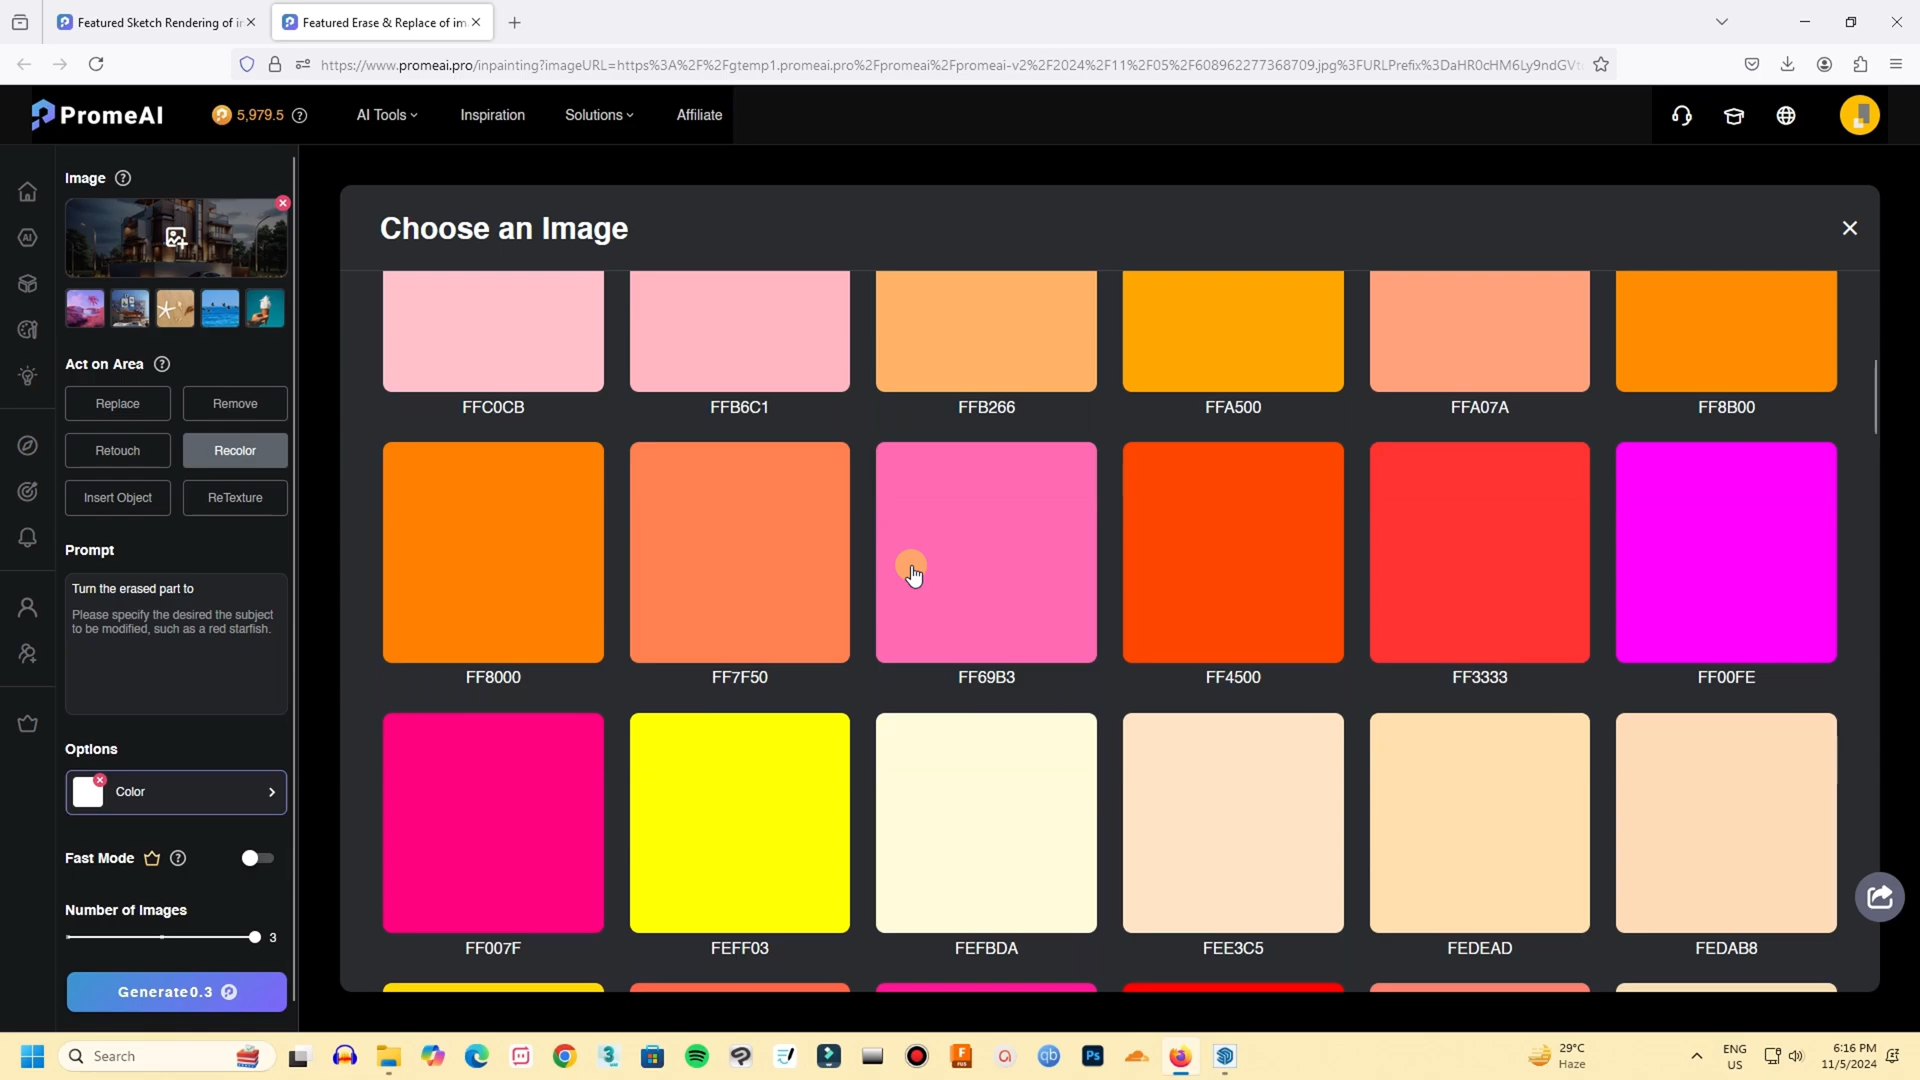 Featured Sketch Rendering of in
Featured Erase & Replace of im
https://www.promeai.pro/inpainting?imageURL=https%3A%2F%2Fgtemp1.promeai.pro%2Fpromeai%2Fpromeai-v2%2F2024%2F11%2F05%2F608962277368709.jpg%3FURLPrefix%3DaHR0cHM6Ly9ndGVt
PromeAI
5,979.5
AI Tools
Inspiration
Solutions
Affiliate
Image
Choose an Image
FFC0CB
FFB6C1
FFB266
FFA500
FFA07A
FF8B00
Act on Area
Replace
Remove
Retouch
Recolor
Insert Object
ReTexture
Prompt
Turn the erased part to
Please specify the desired the subject
to be modified, such as a red starfish.
FF8000
FF7F50
FF69B3
FF4500
FF3333
FF00FE
Options
Color
Fast Mode
Number of Images
3
FF007F
FEFF03
FEFBDA
FEE3C5
FEDEAD
FEDAB8
Generate0.3
Search
29°C
Haze
ENG
US
6:16 PM
11/5/2024